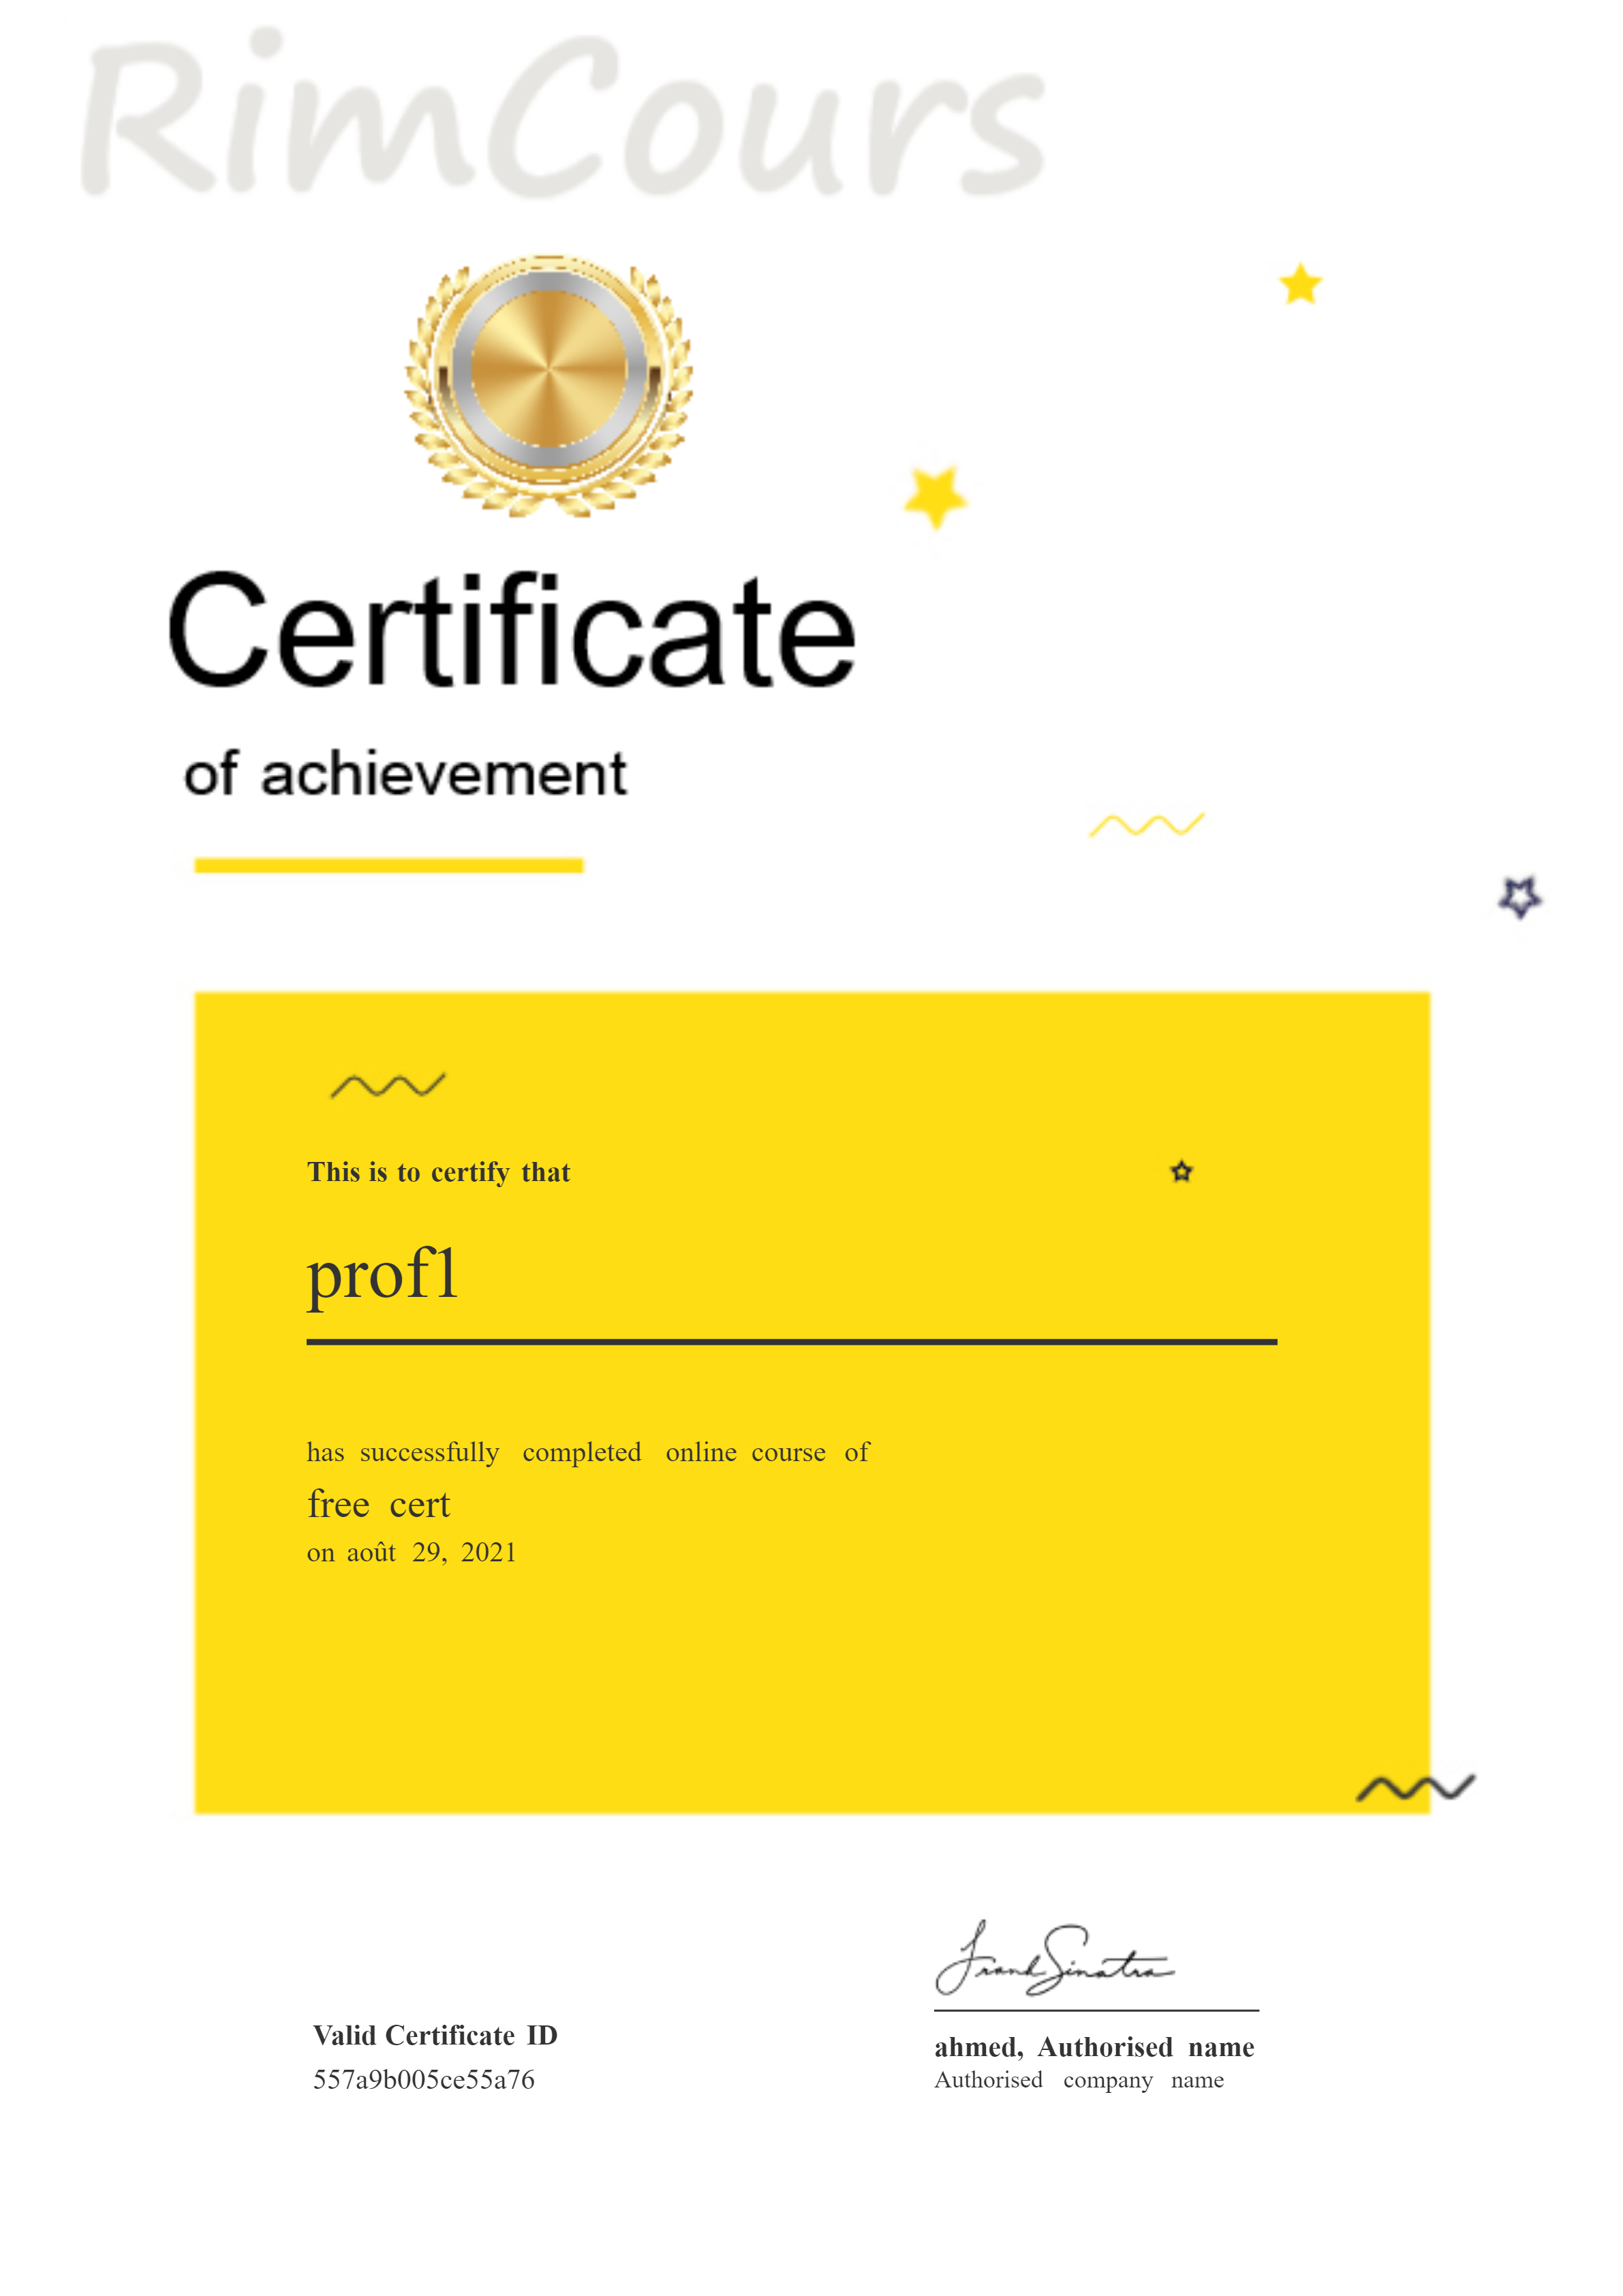 RimCours
Certificate
of achievement
This is to certify that
prof1
has successfully completed online course of
free cert
on août 29, 2021
Frank Sinatra
Valid Certificate ID
557a9b005ce55a76
ahmed, Authorised name
Authorised company name